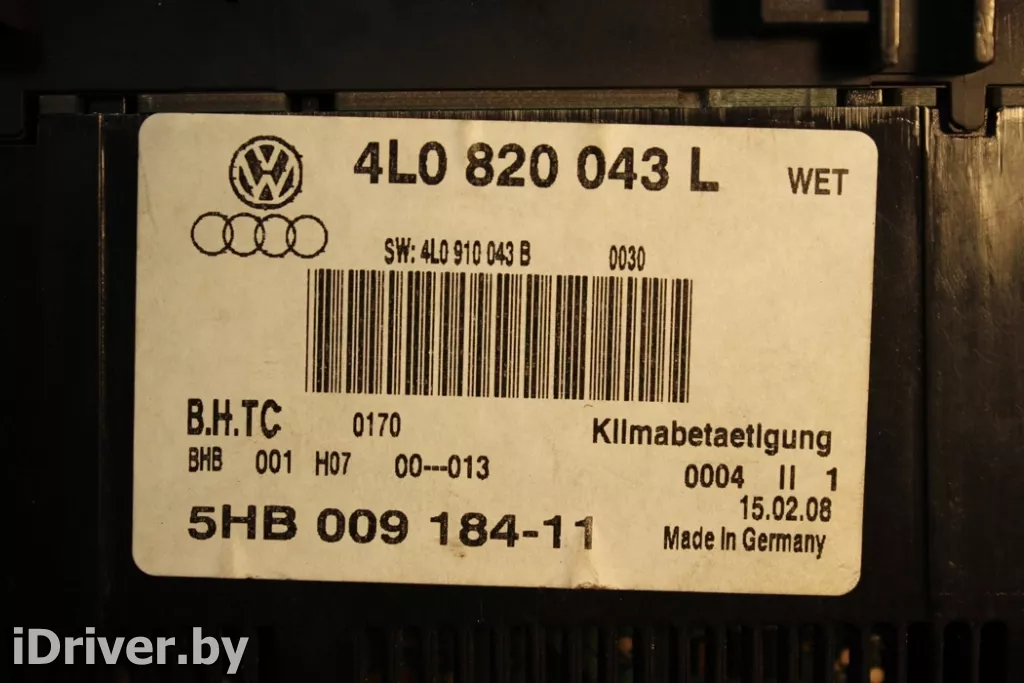 4L0 820 043 L WET
SW: 4L0 910 043 B 0030
B.H.TC 0170
Klimabetaetigung
BHB 001 H07 00---013
0004 II 1
15.02.08
5HB 009 184-11
Made In Germany
iDriver.by